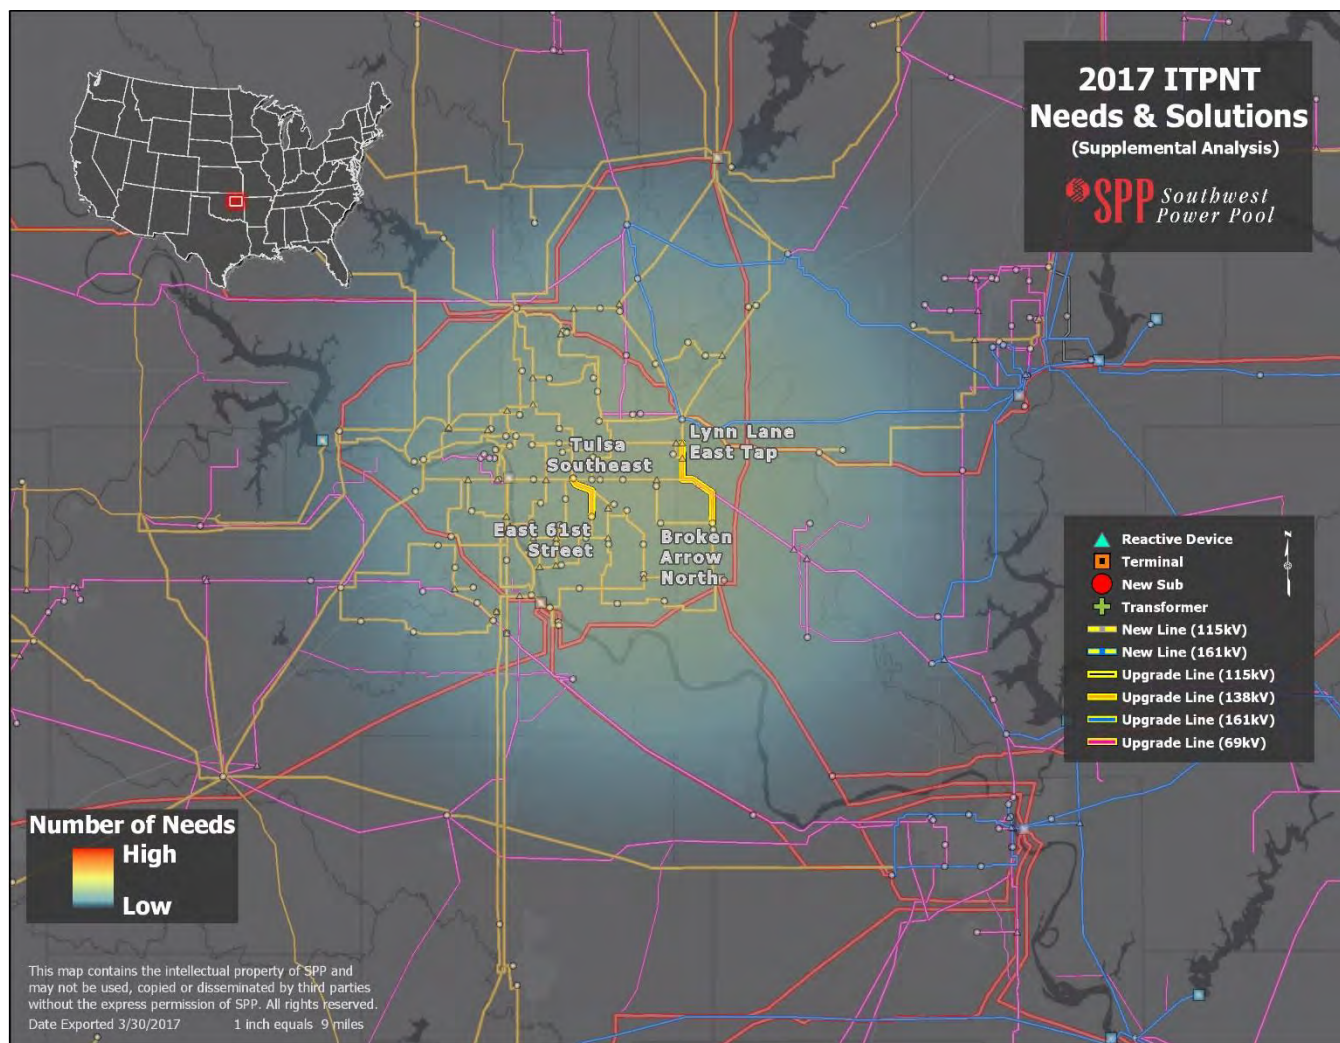 2017 ITPNT
Needs & Solutions
(Supplemental Analysis)
SPP Southwest
Power Pool
Lynn Lane
East Tap
Tulsa
Southeast
East 61st
Street
Broken
Arrow
North
N
Reactive Device
Terminal
New Sub
Transformer
New Line (115kV)
New Line (161kV)
Upgrade Line (115kV)
Upgrade Line (138kV)
Upgrade Line (161kV)
Upgrade Line (69kV)
Number of Needs
High
Low
This map contains the intellectual property of SPP and
may not be used, copied or disseminated by third parties
without the express permission of SPP. All rights reserved.
Date Exported 3/30/2017 1 inch equals 9 miles